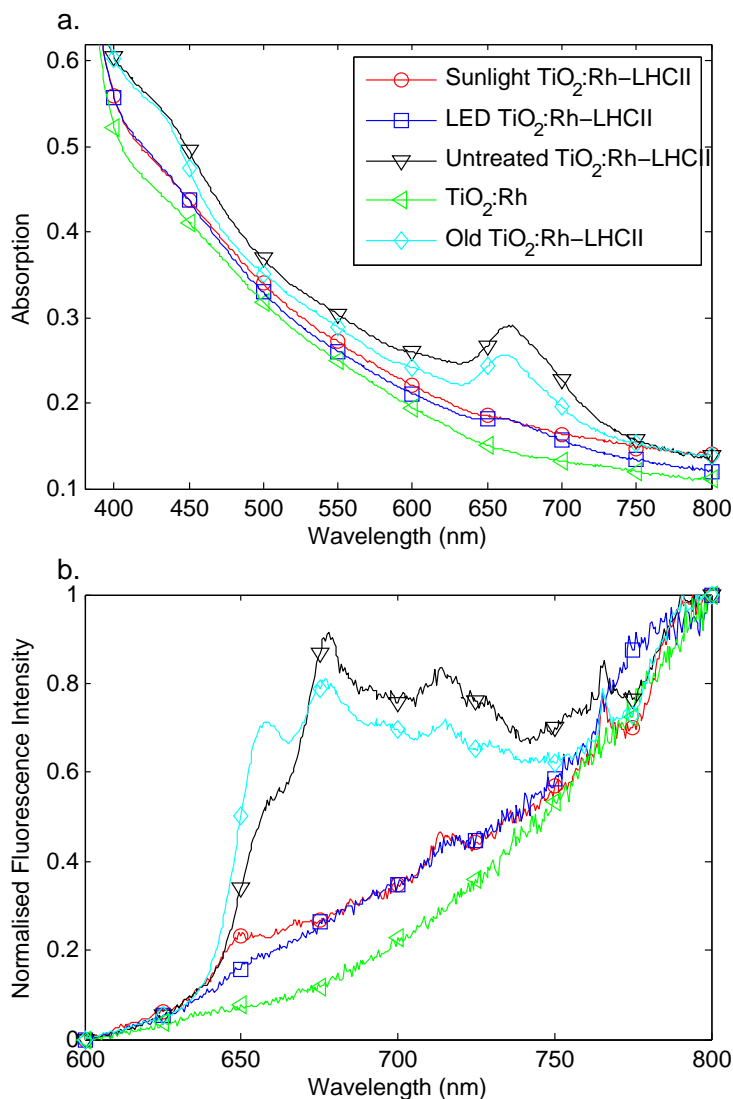 a.
0.6
0.5
0.4
0.3
0.2
0.1
Absorption
Sunlight TiO2:Rh−LHCII
LED TiO2:Rh−LHCII
Untreated TiO2:Rh−LHCII
TiO2:Rh
Old TiO2:Rh−LHCII
400 450 500 550 600 650 700 750 800
Wavelength (nm)
b.
1
0.8
0.6
0.4
0.2
0
Normalised Fluorescence Intensity
600 650 700 750 800
Wavelength (nm)